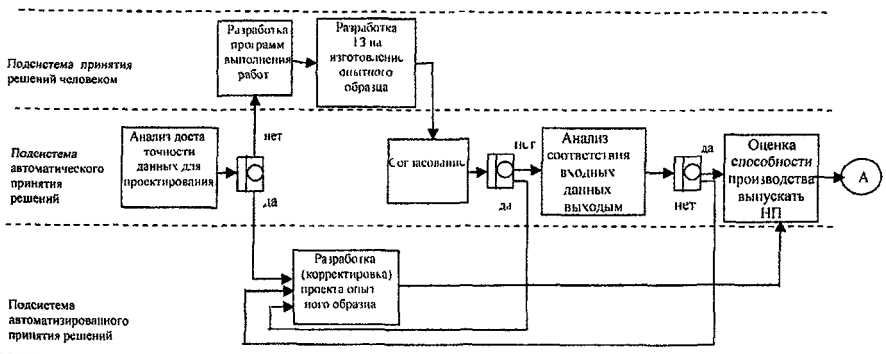 Подсистема принятия
решений человеком
Разработка
программ
выполнения
работ
Разработка
ТЗ на
изготовление
опытного
образца
Подсистема
автоматического
принятия
решений
Анализ доста
точности
данных для
проектирования
нет
да
Согласование
нет
да
Анализ
соответствия
входных
данных
выходым
да
нет
Оценка
способности
производства
выпускать
НП
А
Подсистема
автоматизированного
принятия решений
Разработка
(корректировка)
проекта опыт
ного образца